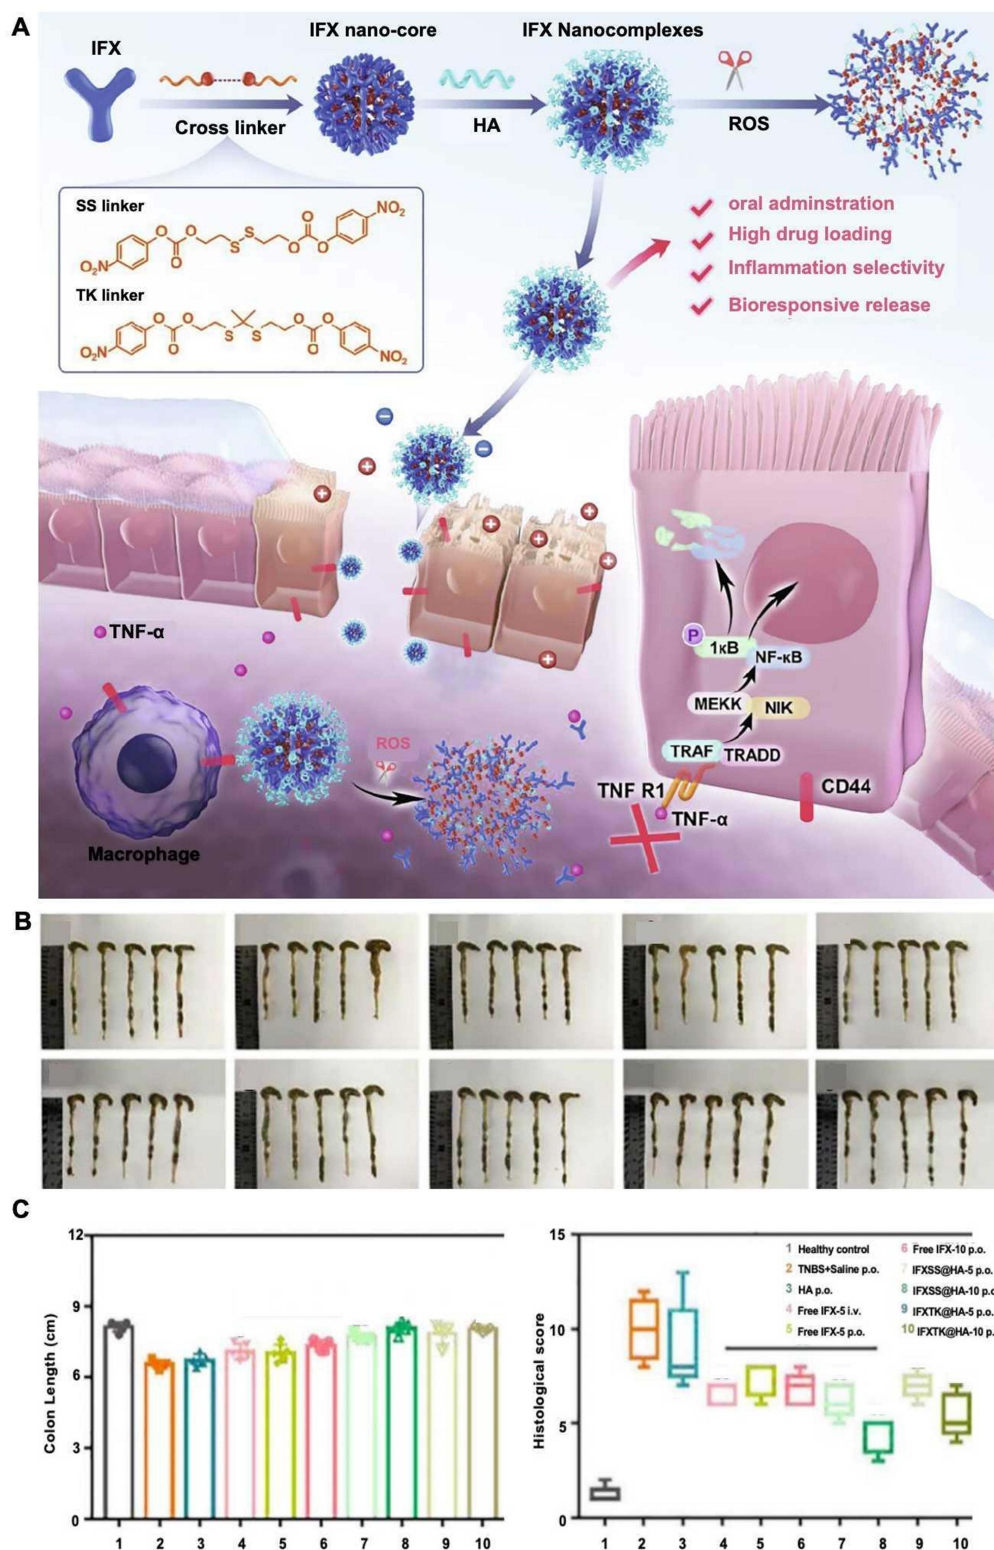 A
IFX
IFX nano-core
IFX Nanocomplexes
Cross linker
HA
ROS
SS linker
NO₂
O
O
O
O
S
S
O
O
O₂N
TK linker
O
O
O
O
S
S
O
O
O₂N
NO₂
oral adminstration
High drug loading
Inflammation selectivity
Bioresponsive release
TNF-α
P
1κB
NF-κB
MEKK
NIK
TRAF
TRADD
ROS
TNF R1
TNF-α
CD44
Macrophage
B
C
Colon Length (cm)
12
9
6
3
0
1 2 3 4 5 6 7 8 9 10
Histological score
15
10
5
0
1 Healthy control
2 TNBS+Saline p.o.
3 HA p.o.
4 Free IFX-5 i.v.
5 Free IFX-5 p.o.
6 Free IFX-10 p.o.
7 IFXSS@HA-5 p.o.
8 IFXSS@HA-10 p.o
9 IFXTK@HA-5 p.o.
10 IFXTK@HA-10 p.
1 2 3 4 5 6 7 8 9 10